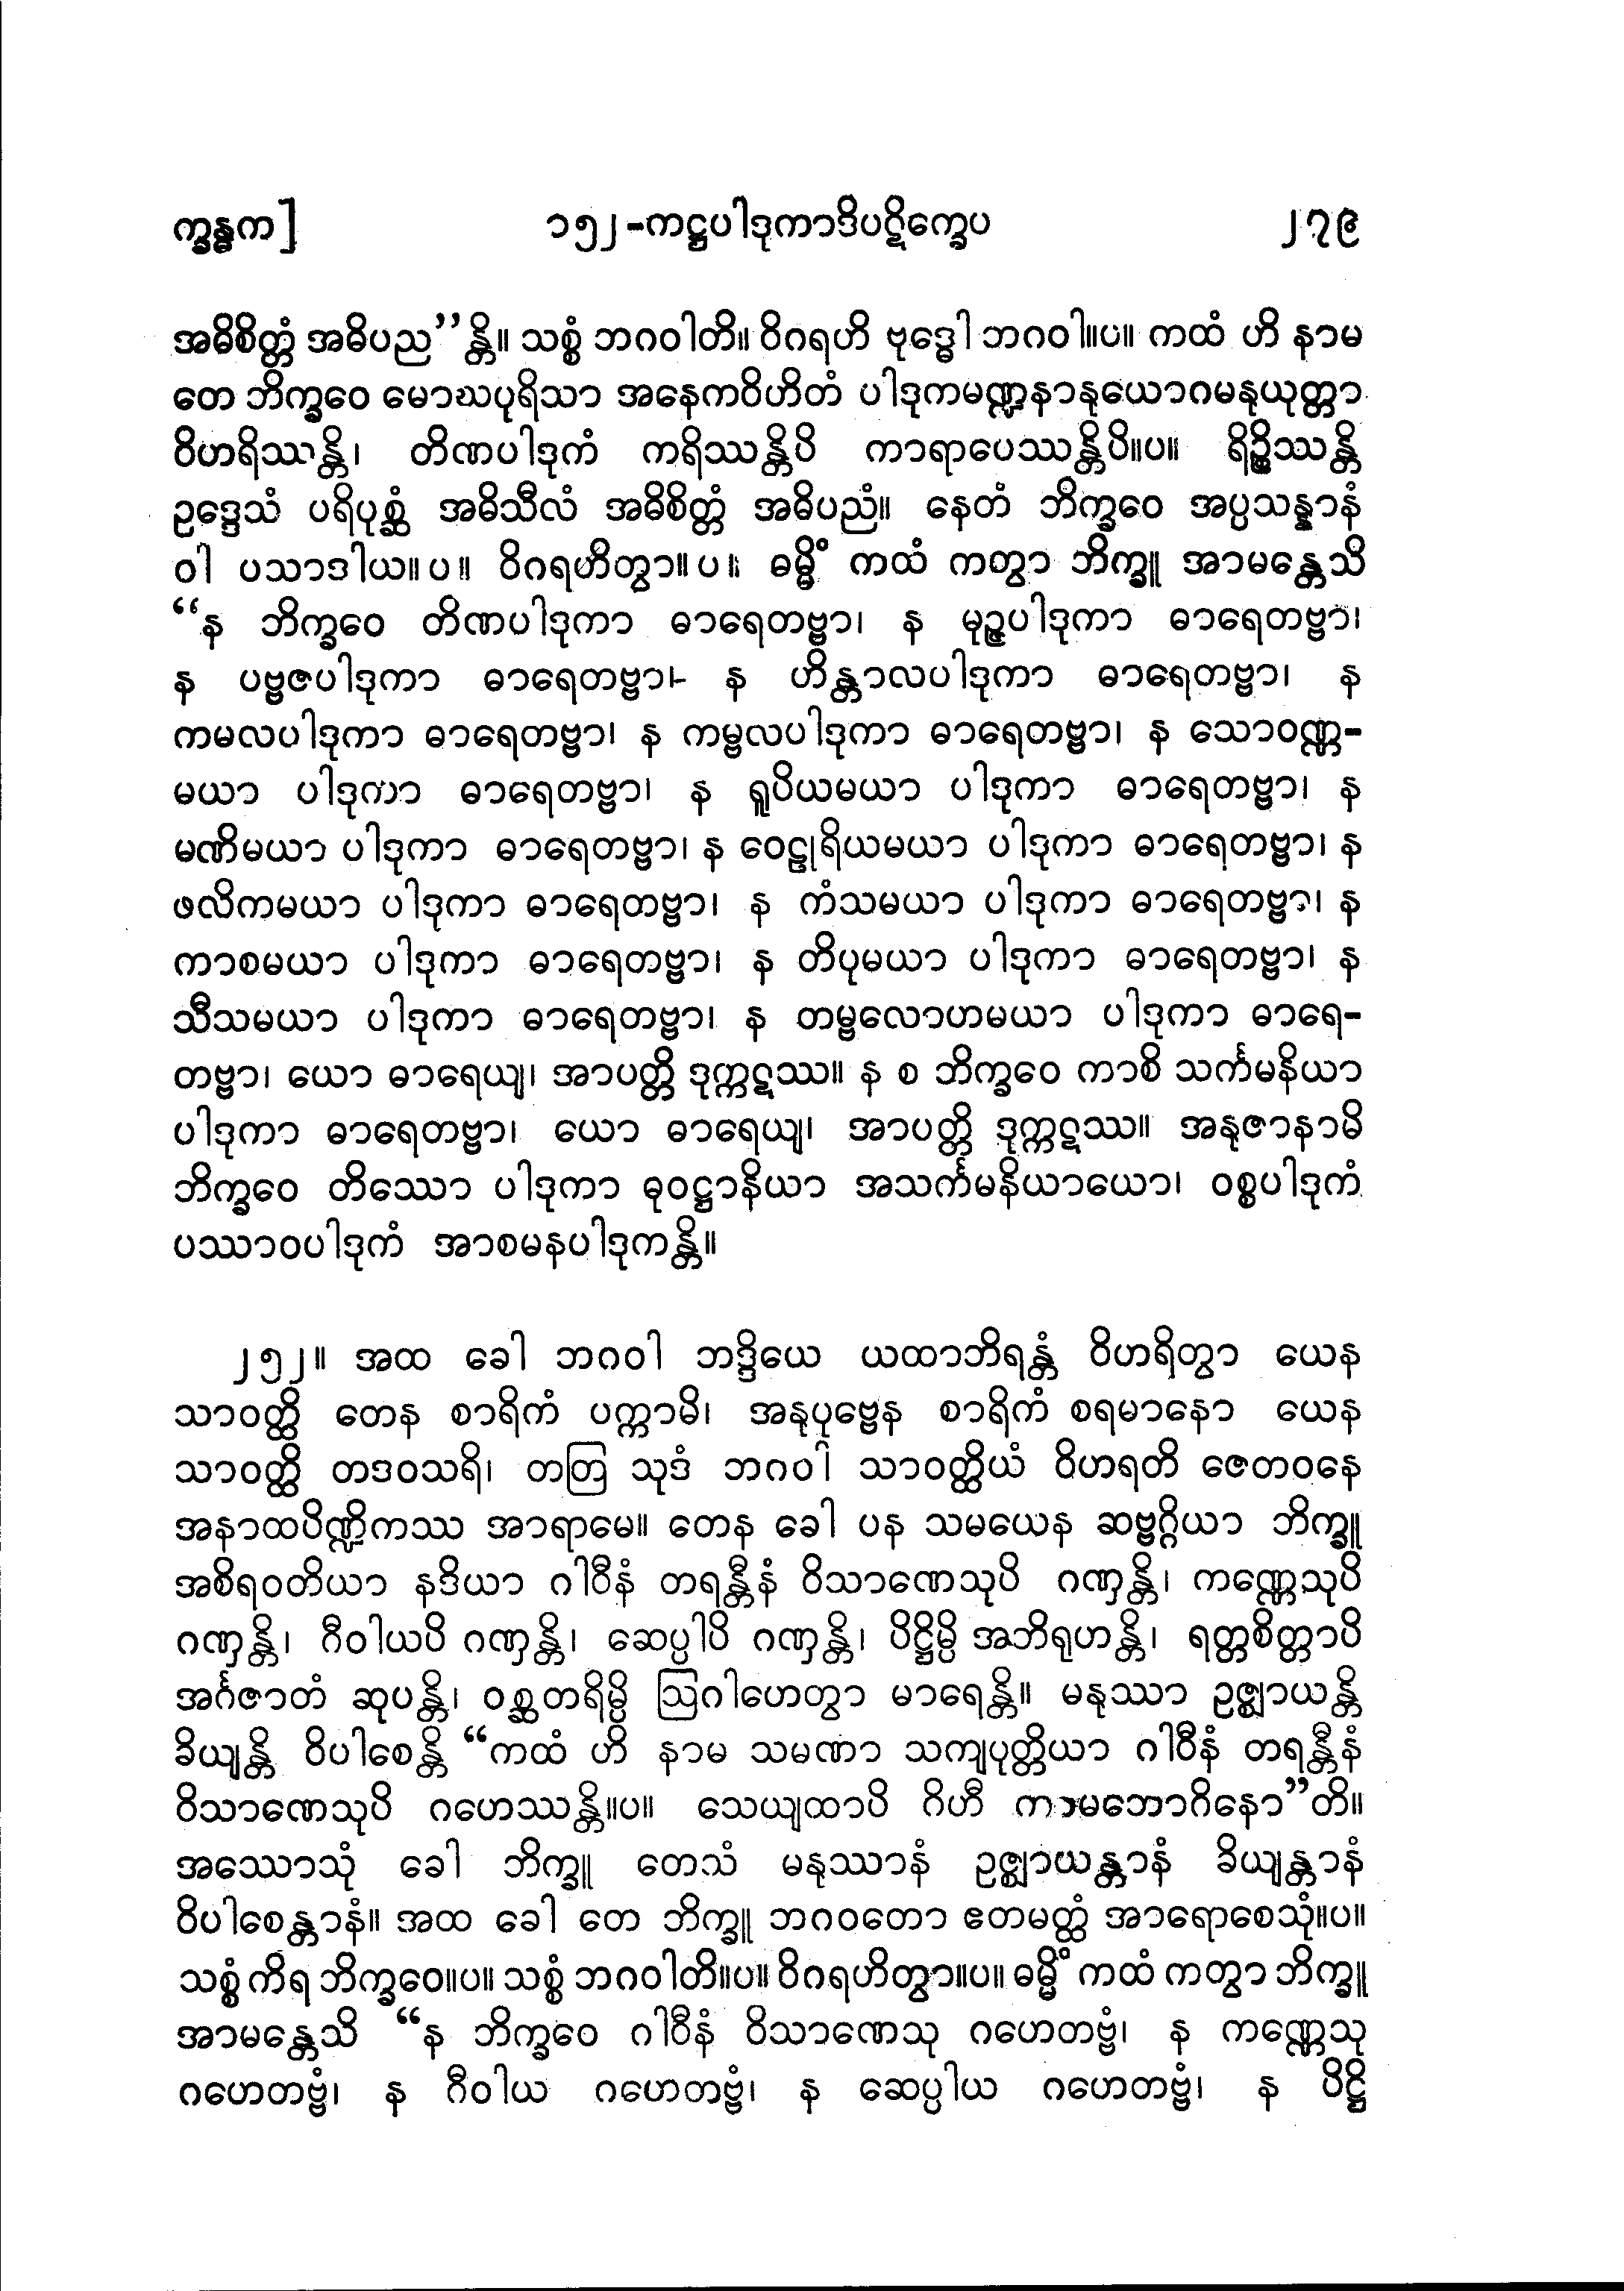 က္ခန္ဓက]
၁၅၂-ကဋ္ဌပါဒုကာဒိပဋိက္ခေပ
၂၇၉
အဓိစိတ္တံ အဓိပည”န္တိ။ သစ္စံ ဘဂဝါတိ။ ဝိဂရဟိ ဗုဒ္ဓေါ ဘဂဝါ။ပ။ ကထံ ဟိ နာမ
တေ ဘိက္ခဝေ မောဃပုရိသာ အနေကဝိဟိတံ ပါဒုကမဏ္ဍနာနုယောဂမနုယုတ္တာ
ဝိဟရိဿန္တိ၊ တိဏပါဒုကံ ကရိဿန္တိပိ ကာရာပေဿန္တိပိ။ပ။ ရိဉ္စိဿန္တိ
ဥဒ္ဒေသံ ပရိပုစ္ဆံ အဓိသီလံ အဓိစိတ္တံ အဓိပညံ။ နေတံ ဘိက္ခဝေ အပ္ပသန္နာနံ
ဝါ ပသာဒါယ။ပ။ ဝိဂရဟိတွာ။ပ။ ဓမ္မိံ ကထံ ကတွာ ဘိက္ခူ အာမန္တေသိ
“န ဘိက္ခဝေ တိဏပါဒုကာ ဓာရေတဗ္ဗာ၊ န မုဉ္ဇပါဒုကာ ဓာရေတဗ္ဗာ၊
န ပဗ္ဗဇပါဒုကာ ဓာရေတဗ္ဗာ၊ န ဟိန္တာလပါဒုကာ ဓာရေတဗ္ဗာ၊ န
ကမလပါဒုကာ ဓာရေတဗ္ဗာ၊ န ကမ္ဗလပါဒုကာ ဓာရေတဗ္ဗာ၊ န သောဝဏ္ဏ-
မယာ ပါဒုကာ ဓာရေတဗ္ဗာ၊ န ရူပိယမယာ ပါဒုကာ ဓာရေတဗ္ဗာ၊ န
မဏိမယာ ပါဒုကာ ဓာရေတဗ္ဗာ၊ န ဝေဠုရိယမယာ ပါဒုကာ ဓာရေတဗ္ဗာ၊ န
ဖလိကမယာ ပါဒုကာ ဓာရေတဗ္ဗာ၊ န ကံသမယာ ပါဒုကာ ဓာရေတဗ္ဗာ၊ န
ကာစမယာ ပါဒုကာ ဓာရေတဗ္ဗာ၊ န တိပုမယာ ပါဒုကာ ဓာရေတဗ္ဗာ၊ န
သီသမယာ ပါဒုကာ ဓာရေတဗ္ဗာ၊ န တမ္ဗလောဟမယာ ပါဒုကာ ဓာရေ-
တဗ္ဗာ၊ ယော ဓာရေယျ၊ အာပတ္တိ ဒုက္ကဋဿ။ န စ ဘိက္ခဝေ ကာစိ သင်္ကမနိယာ
ပါဒုကာ ဓာရေတဗ္ဗာ၊ ယော ဓာရေယျ၊ အာပတ္တိ ဒုက္ကဋဿ။ အနုဇာနာမိ
ဘိက္ခဝေ တိဿော ပါဒုကာ ဓုဝဋ္ဌာနိယာ အသင်္ကမနိယာယော၊ ဝစ္စပါဒုကံ
ပဿာဝပါဒုကံ အာစမနပါဒုကန္တိ။
၂၅၂။ အထ ခေါ ဘဂဝါ ဘဒ္ဒိယေ ယထာဘိရန္တံ ဝိဟရိတွာ ယေန
သာဝတ္ထိ တေန စာရိကံ ပက္ကာမိ၊ အနုပုဗ္ဗေန စာရိကံ စရမာနော ယေန
သာဝတ္ထိ တဒဝသရိ၊ တတြ သုဒံ ဘဂဝါ သာဝတ္ထိယံ ဝိဟရတိ ဇေတဝနေ
အနာထပိဏ္ဍိကဿ အာရာမေ။ တေန ခေါ ပန သမယေန ဆဗ္ဗဂ္ဂိယာ ဘိက္ခူ
အစိရဝတိယာ နဒိယာ ဂါဝီနံ တရန္တီနံ ဝိသာဏေသုပိ ဂဏှန္တိ၊ ကဏ္ဏေသုပိ
ဂဏှန္တိ၊ ဂီဝါယပိ ဂဏှန္တိ၊ ဆေပ္ပါပိ ဂဏှန္တိ၊ ပိဋ္ဌိမ္ပိ အဘိရုဟန္တိ၊ ရတ္တစိတ္တာပိ
အင်္ဂဇာတံ ဆုပန္တိ၊ ဝစ္ဆတရိမ္ပိ ဩဂါဟေတွာ မာရေန္တိ။ မနုဿာ ဥဇ္ဈာယန္တိ
ခိယျန္တိ ဝိပါစေန္တိ “ကထံ ဟိ နာမ သမဏာ သကျပုတ္တိယာ ဂါဝီနံ တရန္တီနံ
ဝိသာဏေသုပိ ဂဟေဿန္တိ။ပ။ သေယျထာပိ ဂိဟီ ကာမဘောဂိနော”တိ။
အဿောသုံ ခေါ ဘိက္ခူ တေသံ မနုဿာနံ ဥဇ္ဈာယန္တာနံ ခိယျန္တာနံ
ဝိပါစေန္တာနံ။ အထ ခေါ တေ ဘိက္ခူ ဘဂဝတော ဧတမတ္ထံ အာရောစေသုံ။ပ။
သစ္စံ ကိရ ဘိက္ခဝေ။ပ။ သစ္စံ ဘဂဝါတိ။ပ။ ဝိဂရဟိတွာ။ပ။ ဓမ္မိံ ကထံ ကတွာ ဘိက္ခူ
အာမန္တေသိ “န ဘိက္ခဝေ ဂါဝီနံ ဝိသာဏေသု ဂဟေတဗ္ဗံ၊ န ကဏ္ဏေသု
ဂဟေတဗ္ဗံ၊ န ဂီဝါယ ဂဟေတဗ္ဗံ၊ န ဆေပ္ပါယ ဂဟေတဗ္ဗံ၊ န ပိဋ္ဌိ